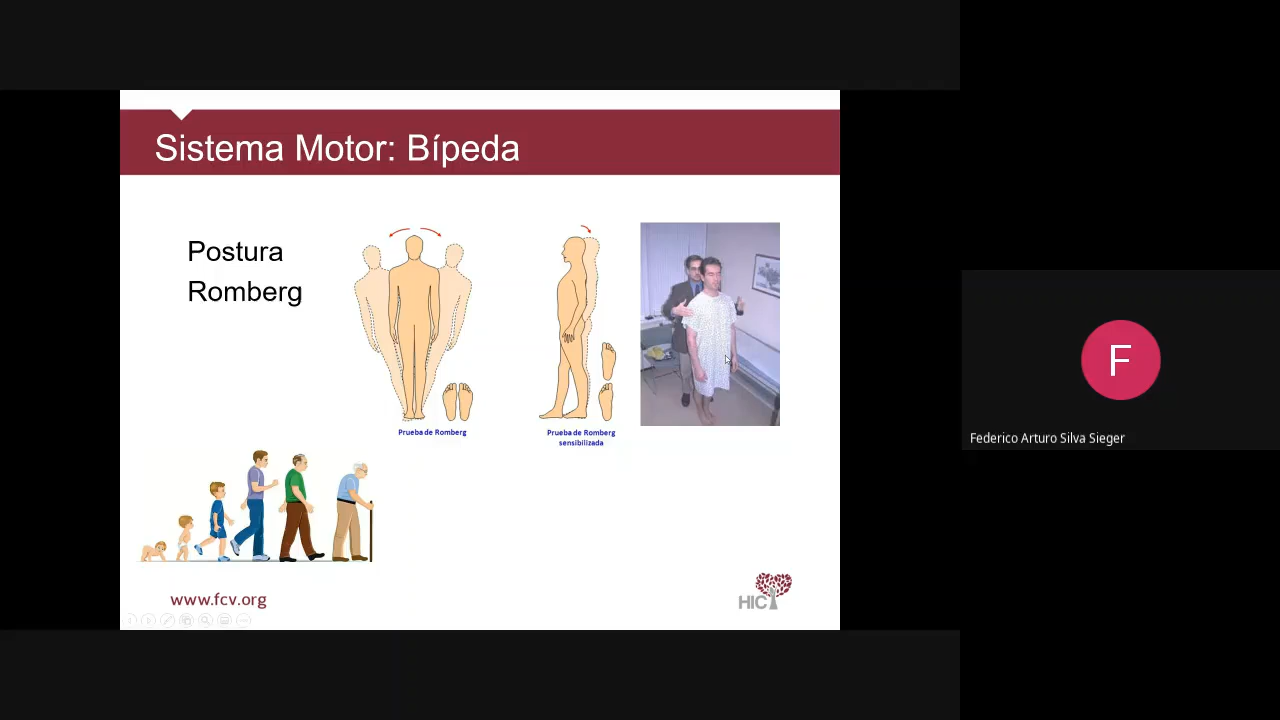 Sistema Motor: Bípeda
Postura
Romberg
Prueba de Romberg
Prueba de Romberg
sensibilizada
www.fcv.org
HIC
F
Federico Arturo Silva Sieger